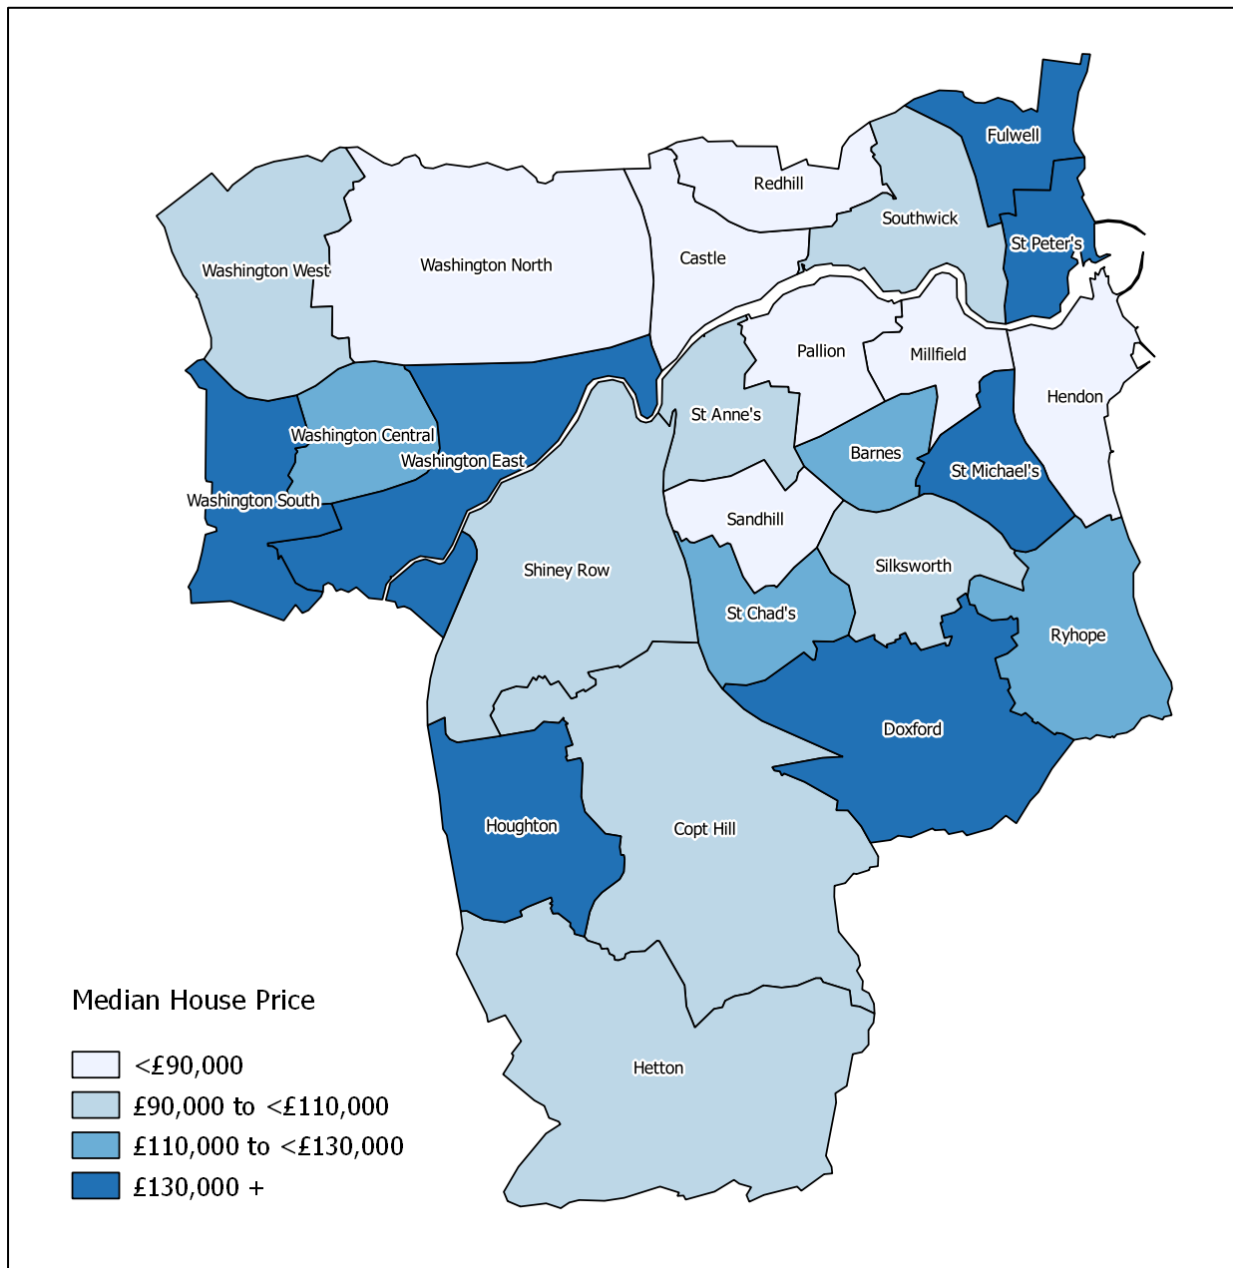 Fulwell
Redhill
Southwick
St Peter's
Washington West
Washington North
Castle
Pallion
Millfield
Hendon
St Anne's
Washington Central
Barnes
Washington East
St Michael's
Washington South
Sandhill
Shiney Row
Silksworth
St Chad's
Ryhope
Doxford
Houghton
Copt Hill
Hetton
Median House Price
<£90,000
£90,000 to <£110,000
£110,000 to <£130,000
£130,000 +